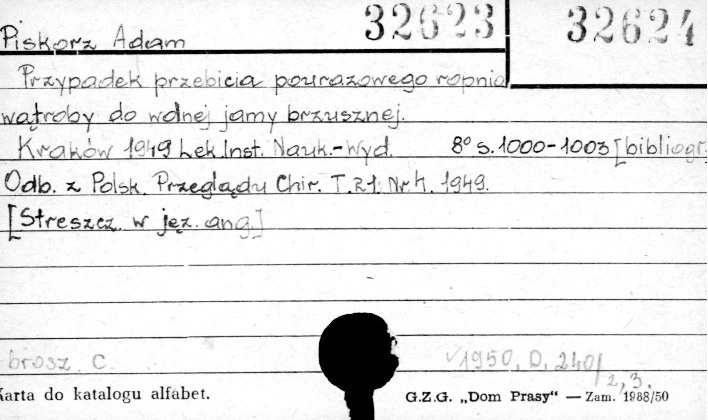 32623 32624
Piskorz Adam
Przypadek przebicia pourazowego ropnia
wątroby do wolnej jamy brzusznej.
Kraków 1949 Lek. Inst. Nauk.-Wyd. 8° s. 1000-1003 [bibliogr.
Odb. z Polsk. Przeglądu Chir. T. 21. Nr. 4. 1949.
[Streszcz. w jęz. ang.]
brosz. C. √1950, D, 240/2, 3.
Karta do katalogu alfabet. G.Z.G. „Dom Prasy“ — Zam. 1988/50